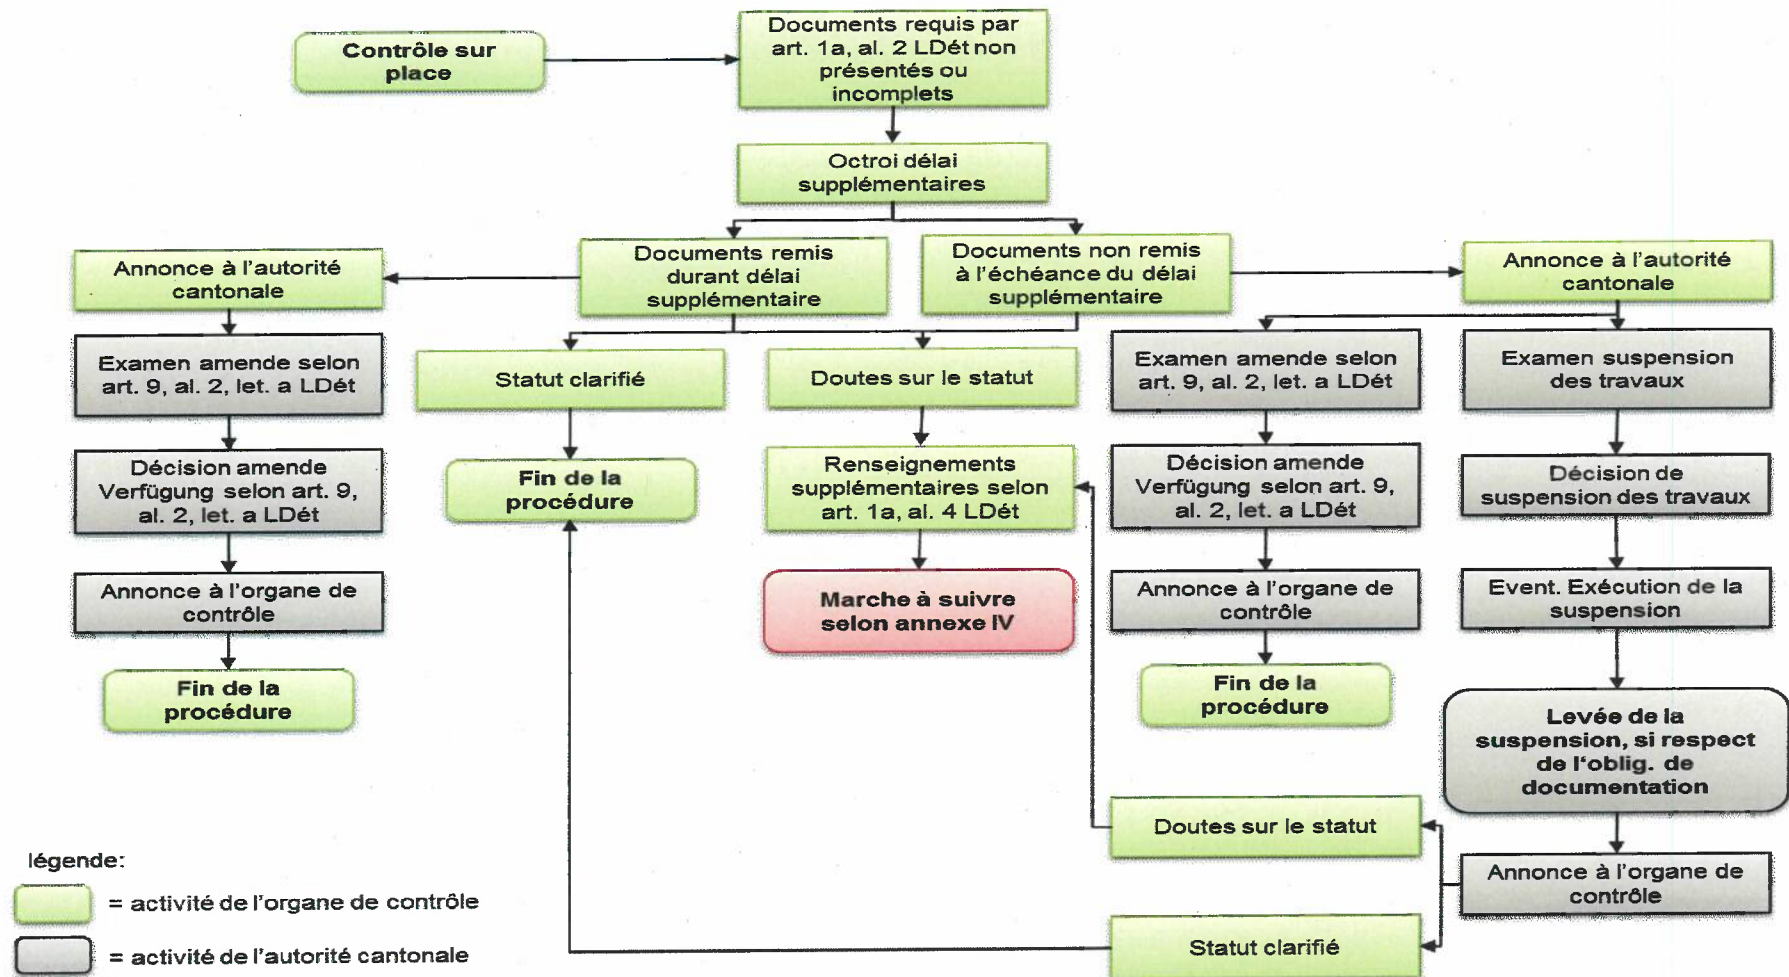 Contrôle sur
place
Documents requis par
art. 1a, al. 2 LDét non
présentés ou
incomplets
Octroi délai
supplémentaires
Annonce à l'autorité
cantonale
Documents remis
durant délai
supplémentaire
Documents non remis
à l'échéance du délai
supplémentaire
Annonce à l'autorité
cantonale
Examen amende selon
art. 9, al. 2, let. a LDét
Statut clarifié
Doutes sur le statut
Examen amende selon
art. 9, al. 2, let. a LDét
Examen suspension
des travaux
Décision amende
Verfügung selon art. 9,
al. 2, let. a LDét
Fin de la
procédure
Renseignements
supplémentaires selon
art. 1a, al. 4 LDét
Décision amende
Verfügung selon art. 9,
al. 2, let. a LDét
Décision de
suspension des travaux
Annonce à l'organe de
contrôle
Marche à suivre
selon annexe IV
Annonce à l'organe de
contrôle
Event. Exécution de la
suspension
Fin de la
procédure
Fin de la
procédure
Levée de la
suspension, si respect
de l'oblig. de
documentation
Doutes sur le statut
Annonce à l'organe de
contrôle
Statut clarifié
légende:
= activité de l'organe de contrôle
= activité de l'autorité cantonale